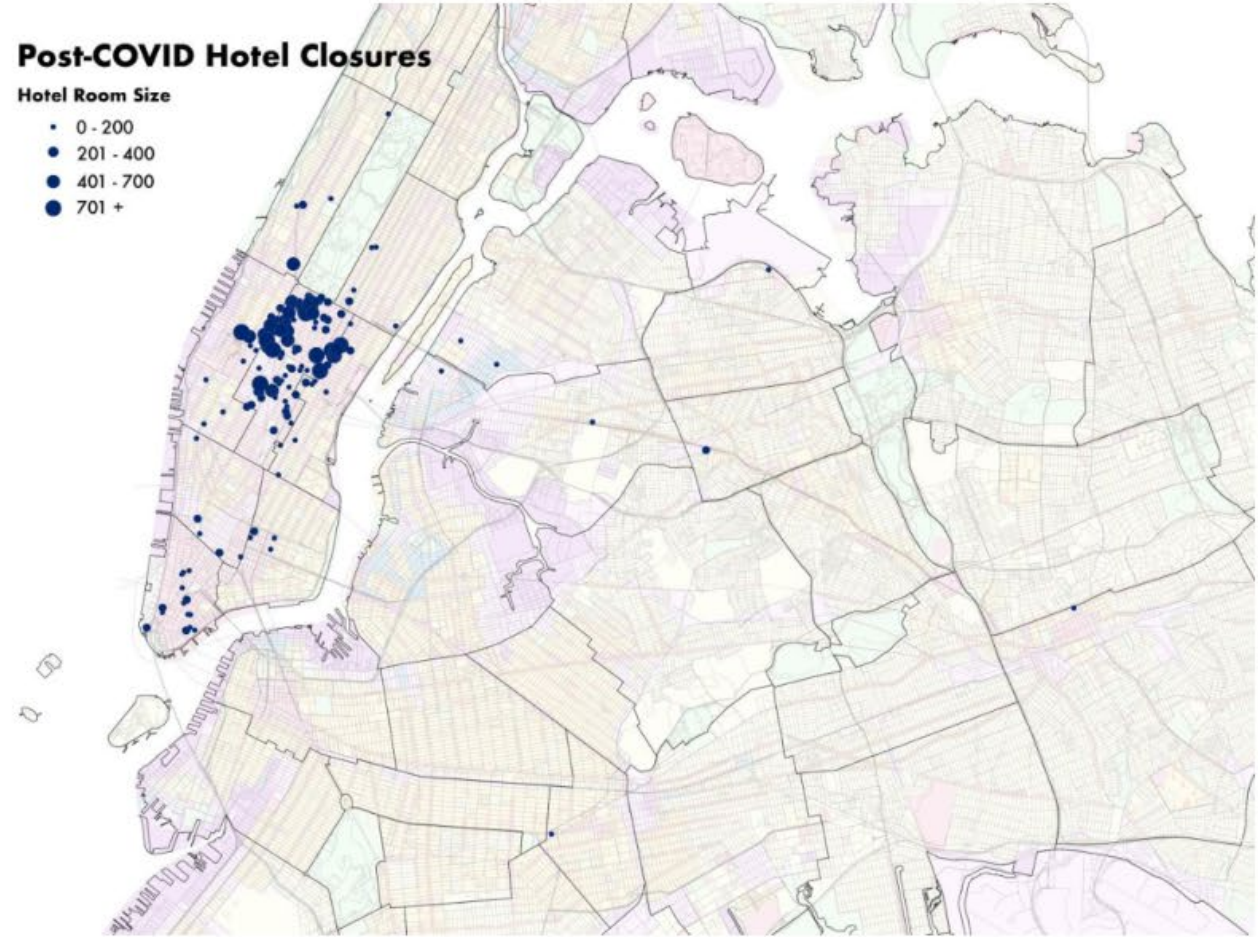 Post-COVID Hotel Closures
Hotel Room Size
0 - 200
201 - 400
401 - 700
701 +